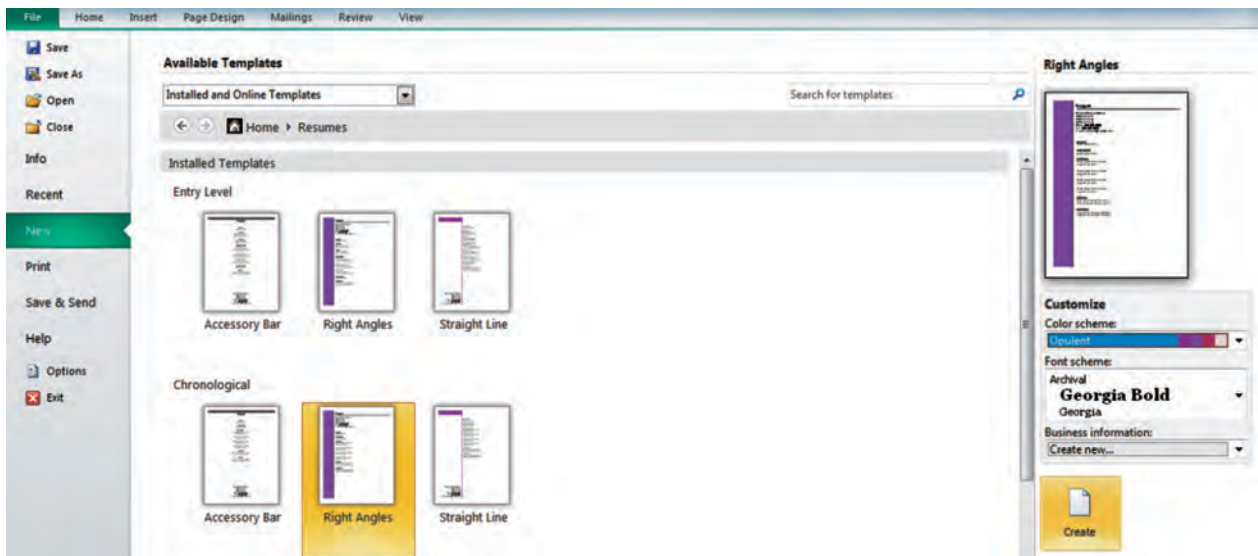 File Home Insert Page Design Mailings Review View
Save
Save As
Open
Close
Info
Recent
New
Print
Save & Send
Help
Options
Exit
Available Templates
Installed and Online Templates
Search for templates
Home Resumes
Installed Templates
Entry Level
Accessory Bar Right Angles Straight Line
Chronological
Accessory Bar Right Angles Straight Line
Right Angles
Customize
Color scheme:
Opulent
Font scheme:
Archival
Georgia Bold
Georgia
Business information:
Create new...
Create